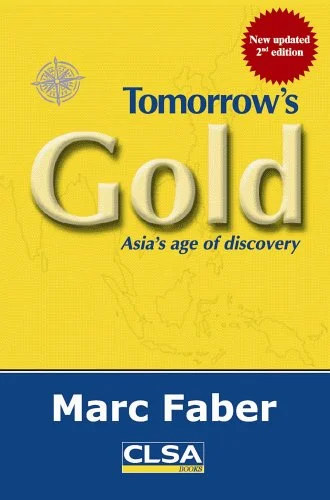 New updated
2nd edition
Tomorrow's
Gold
Asia's age of discovery
Marc Faber
CLSA
BOOKS